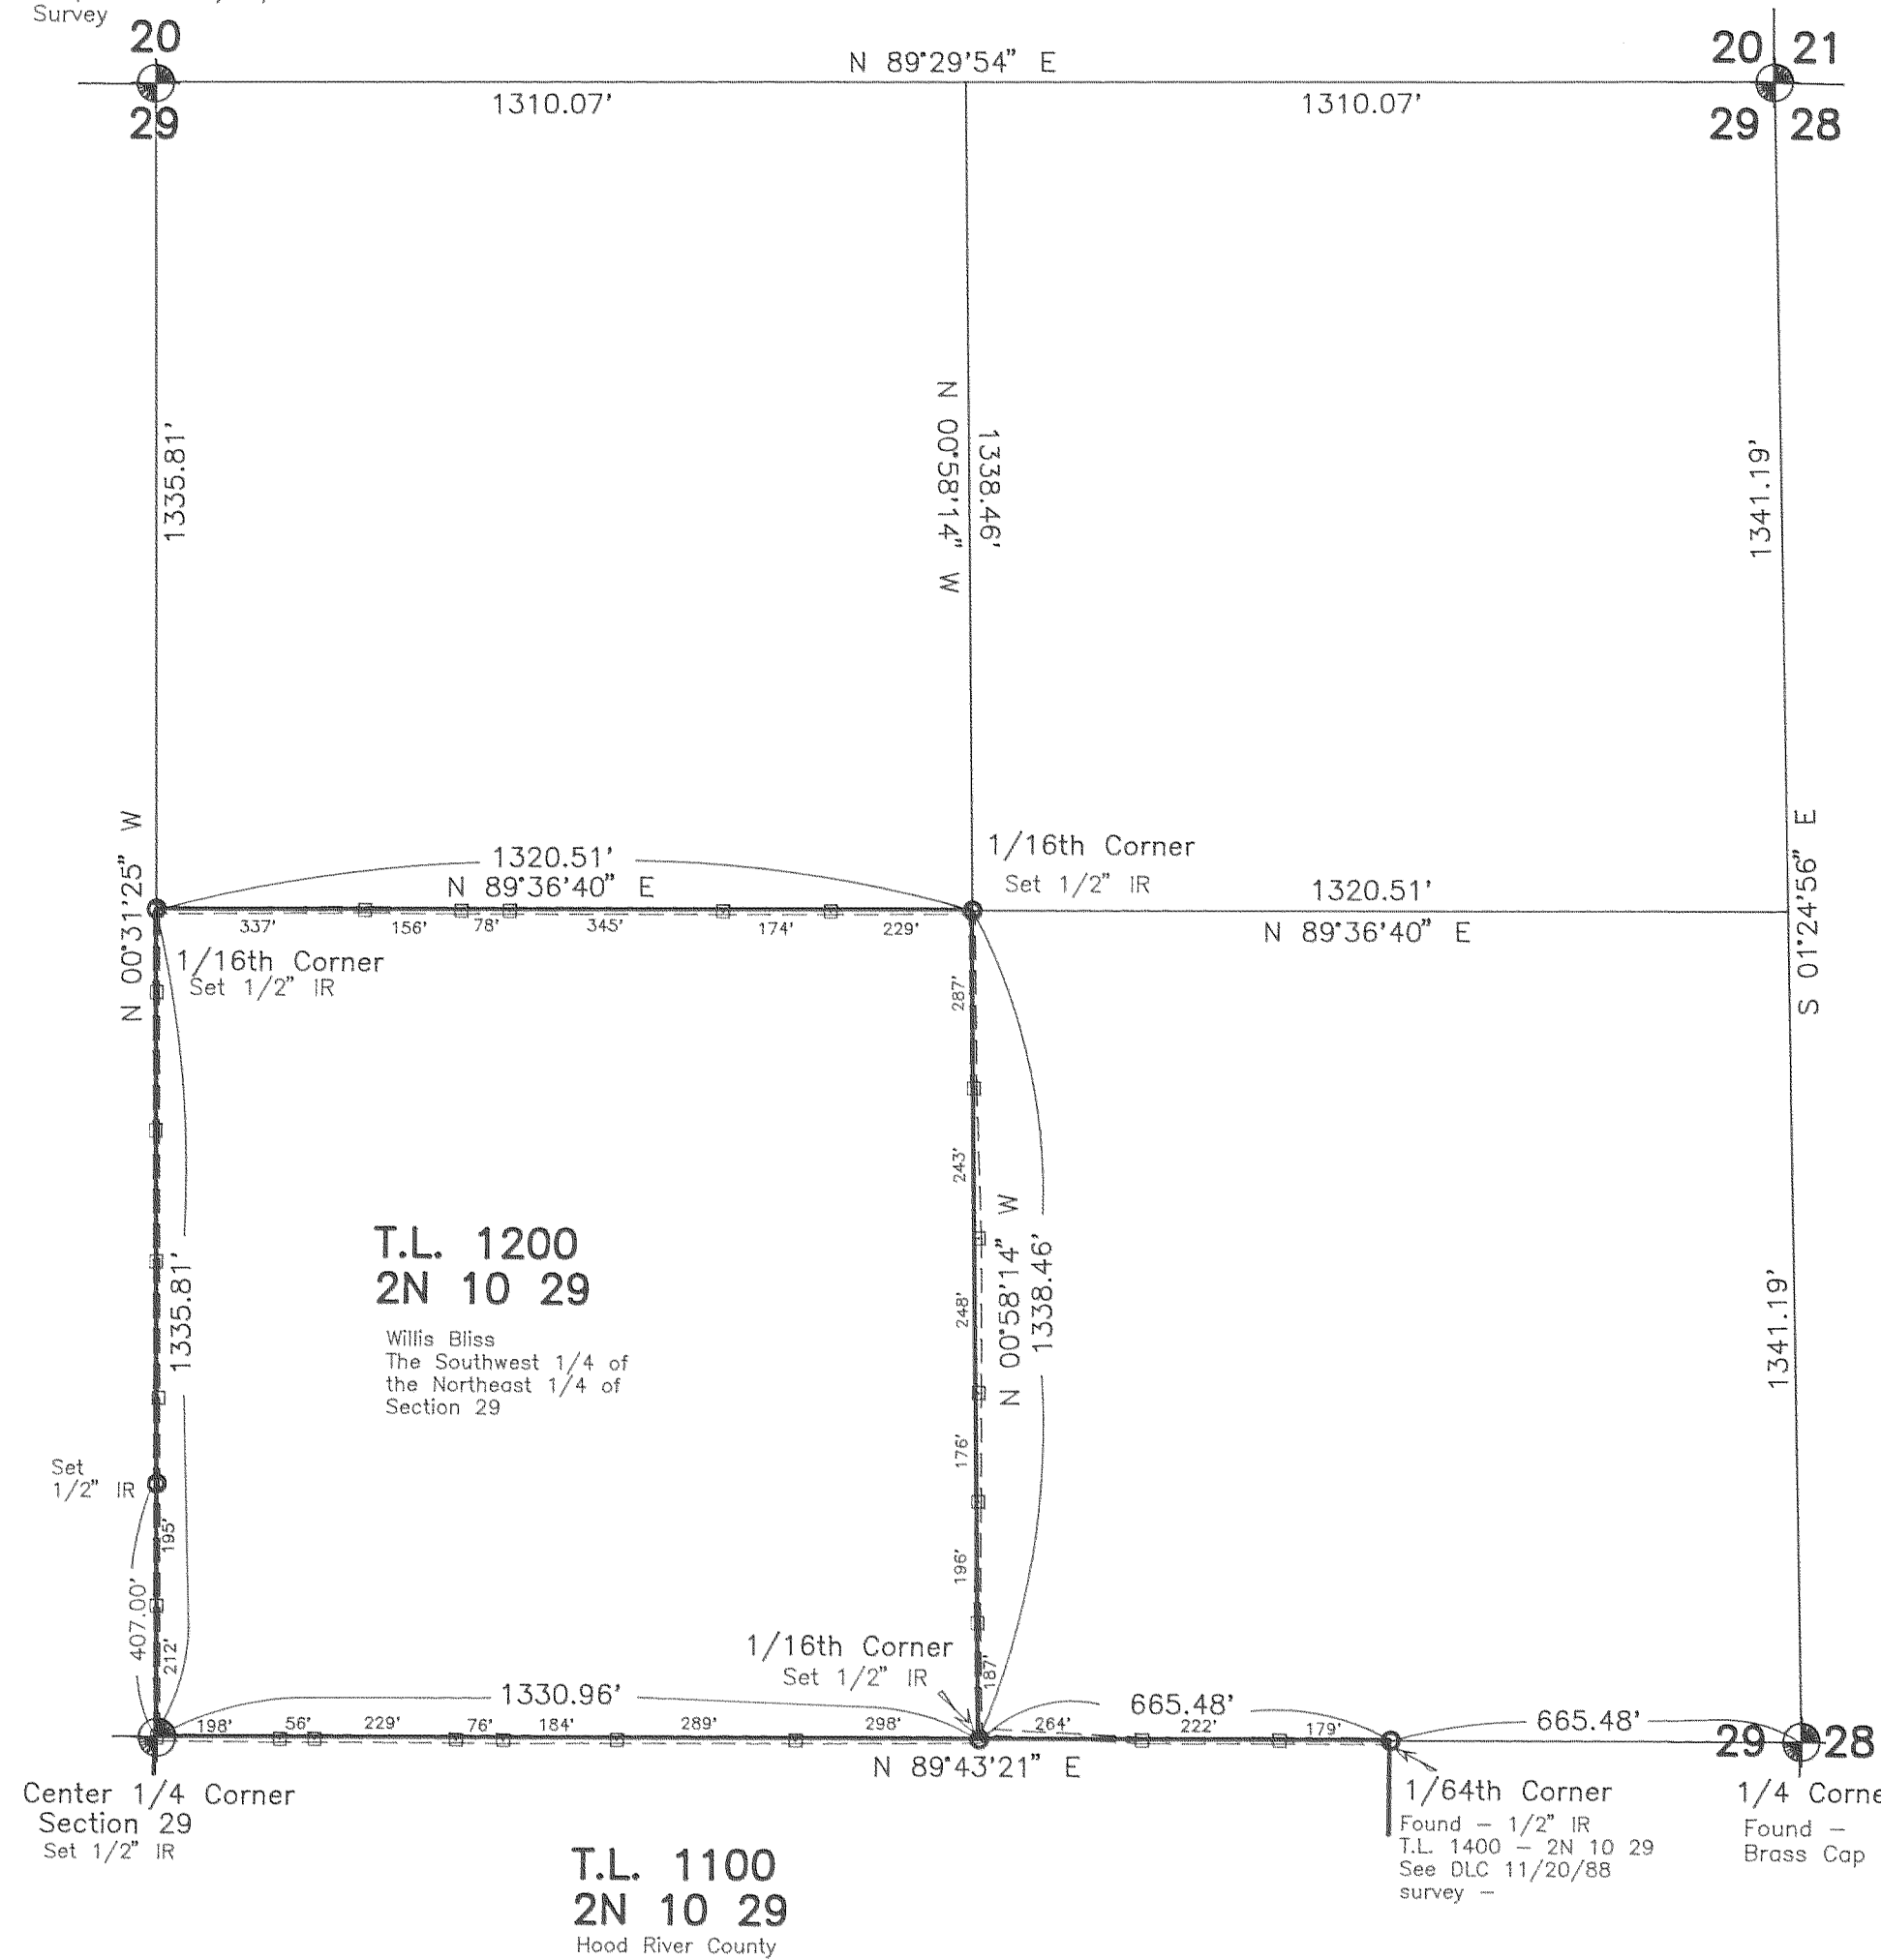 Survey
20
29
N 89°29'54" E
1310.07'
1310.07'
20 21
29 28
1335.81'
N 00°58'14" W
1338.46'
1341.19'
N 00°31'25" W
1320.51'
N 89°36'40" E
337' 156' 78' 345' 174' 229'
1/16th Corner
Set 1/2" IR
1320.51'
N 89°36'40" E
S 01°24'56" E
1/16th Corner
Set 1/2" IR
287'
243'
248'
176'
196'
187'
N 00°58'14" W
1338.46'
1341.19'
1335.81'
T.L. 1200
2N 10 29
Willis Bliss
The Southwest 1/4 of
the Northeast 1/4 of
Section 29
Set
1/2" IR
195'
407.00'
212'
1/16th Corner
Set 1/2" IR
1330.96'
665.48'
665.48'
198' 56' 229' 76' 184' 289' 298' 264' 222' 179'
N 89°43'21" E
29 28
Center 1/4 Corner
Section 29
Set 1/2" IR
1/64th Corner
Found – 1/2" IR
T.L. 1400 – 2N 10 29
See DLC 11/20/88
survey –
1/4 Corne
Found –
Brass Cap
T.L. 1100
2N 10 29
Hood River County